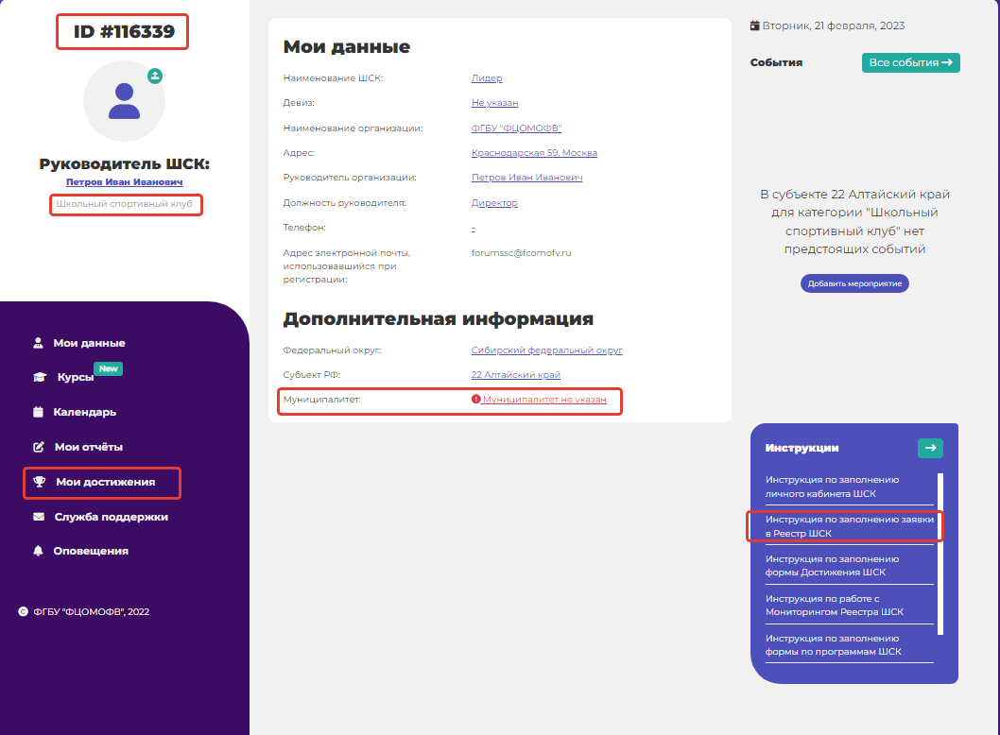 ID #116339
Руководитель ШСК:
Петров Иван Иванович
Школьный спортивный клуб
Мои данные
Курсы New
Календарь
Мои отчёты
Мои достижения
Служба поддержки
Оповещения
C ФГБУ "ФЦОМОФВ", 2022
Мои данные
Наименование ШСК: Лидер
Девиз: Не указан
Наименование организации: ФГБУ "ФЦОМОФВ"
Адрес: Краснодарская 59, Москва
Руководитель организации: Петров Иван Иванович
Должность руководителя: Директор
Телефон: -
Адрес электронной почты, forumssc@fcomofv.ru
использовавшийся при
регистрации:
Дополнительная информация
Федеральный округ: Сибирский федеральный округ
Субъект РФ: 22 Алтайский край
Муниципалитет: Муниципалитет не указан
Вторник, 21 февраля, 2023
События Все события →
В субъекте 22 Алтайский край
для категории "Школьный
спортивный клуб" нет
предстоящих событий
Добавить мероприятие
Инструкции →
Инструкция по заполнению
личного кабинета ШСК
Инструкция по заполнению заявки
в Реестр ШСК
Инструкция по заполнению
формы Достижения ШСК
Инструкция по работе с
Мониторингом Реестра ШСК
Инструкция по заполнению
формы по программам ШСК